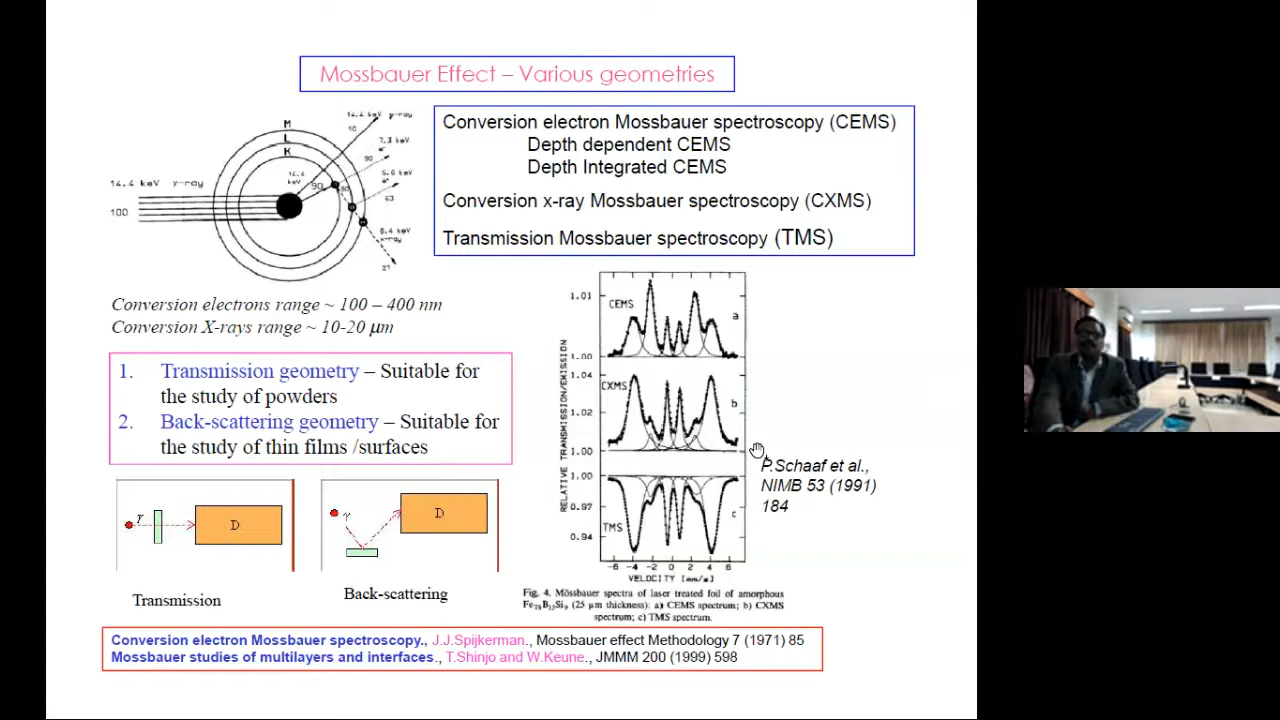 Mossbauer Effect – Various geometries
14.4 keV γ-ray
10
M
L
K
7.3 keV
e⁻
90
14.4
keV
90
5.6 keV
e⁻
63
14.4 keV γ-ray
100
6.4 keV
x-ray
27
Conversion electron Mossbauer spectroscopy (CEMS)
Depth dependent CEMS
Depth Integrated CEMS
Conversion x-ray Mossbauer spectroscopy (CXMS)
Transmission Mossbauer spectroscopy (TMS)
Conversion electrons range ~ 100 – 400 nm
Conversion X-rays range ~ 10-20 μm
1. Transmission geometry – Suitable for
the study of powders
2. Back-scattering geometry – Suitable for
the study of thin films /surfaces
γ
D
Transmission
γ
D
Back-scattering
RELATIVE TRANSMISSION/EMISSION
1.01
CEMS
a
1.00
1.04
CXMS
b
1.02
1.00
1.00
0.97
c
TMS
0.94
-6 -4 -2 0 2 4 6
VELOCITY [mm/s]
P.Schaaf et al.,
NIMB 53 (1991)
184
Fig. 4. Mössbauer spectra of laser treated foil of amorphous
Fe₇₈B₁₃Si₉ (25 μm thickness): a) CEMS spectrum; b) CXMS
spectrum; c) TMS spectrum.
Conversion electron Mossbauer spectroscopy., J.J.Spijkerman., Mossbauer effect Methodology 7 (1971) 85
Mossbauer studies of multilayers and interfaces., T.Shinjo and W.Keune., JMMM 200 (1999) 598